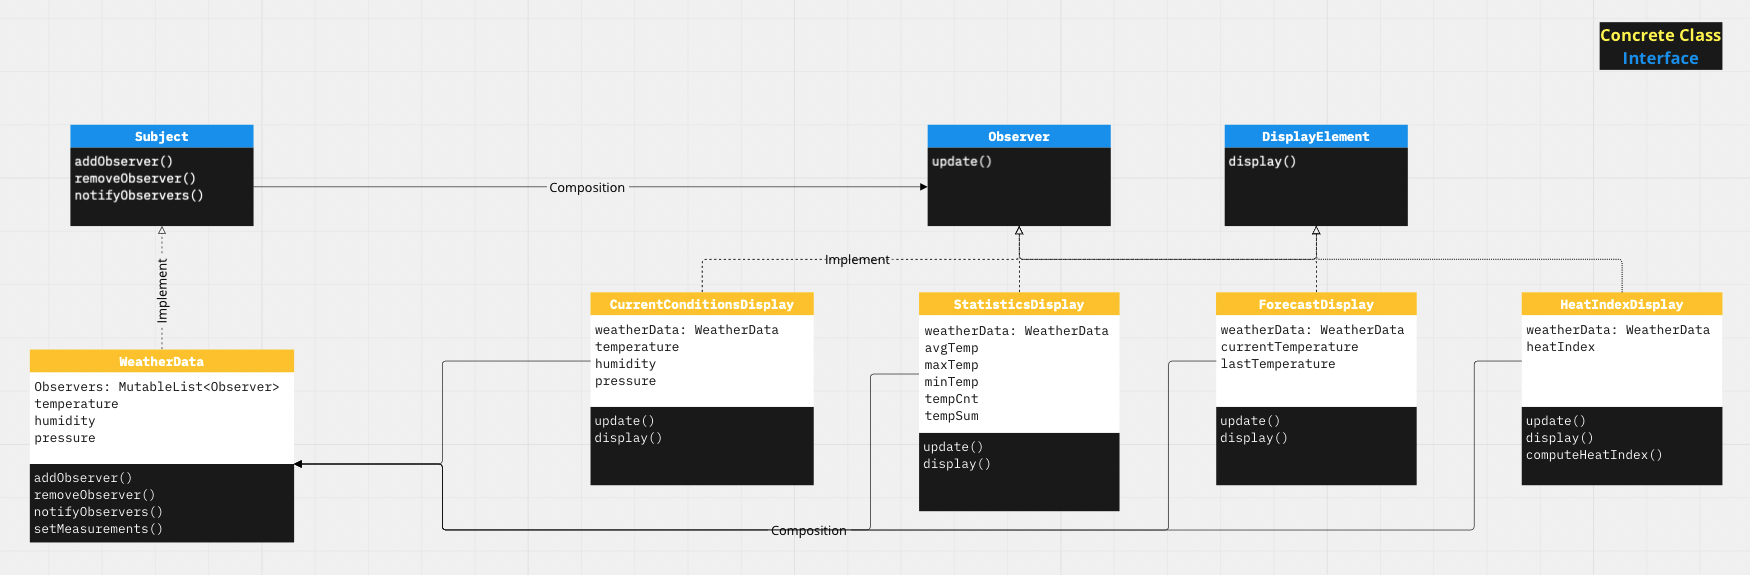 Concrete Class
Interface
Subject
addObserver()
removeObserver()
notifyObservers()
Composition
Observer
update()
DisplayElement
display()
Implement
Implement
WeatherData
Observers: MutableList<Observer>
temperature
humidity
pressure
addObserver()
removeObserver()
notifyObservers()
setMeasurements()
CurrentConditionsDisplay
weatherData: WeatherData
temperature
humidity
pressure
update()
display()
StatisticsDisplay
weatherData: WeatherData
avgTemp
maxTemp
minTemp
tempCnt
tempSum
update()
display()
ForecastDisplay
weatherData: WeatherData
currentTemperature
lastTemperature
update()
display()
HeatIndexDisplay
weatherData: WeatherData
heatIndex
update()
display()
computeHeatIndex()
Composition